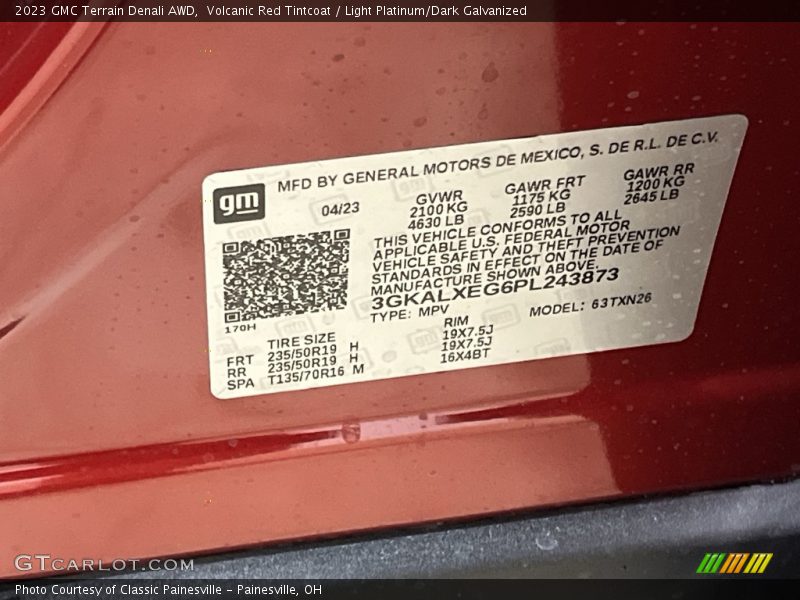 2023 GMC Terrain Denali AWD,  Volcanic Red Tintcoat / Light Platinum/Dark Galvanized
gm
MFD BY GENERAL MOTORS DE MEXICO, S. DE R.L. DE C.V.
04/23
GVWR
2100 KG
4630 LB
GAWR FRT
1175 KG
2590 LB
GAWR RR
1200 KG
2645 LB
THIS VEHICLE CONFORMS TO ALL
APPLICABLE U.S. FEDERAL MOTOR
VEHICLE SAFETY AND THEFT PREVENTION
STANDARDS IN EFFECT ON THE DATE OF
MANUFACTURE SHOWN ABOVE.
3GKALXEG6PL243873
TYPE: MPV
MODEL: 63TXN26
170H
TIRE SIZE
RIM
FRT 235/50R19 H 19X7.5J
RR 235/50R19 H 19X7.5J
SPA T135/70R16 M 16X4BT
GTCARLOT.COM
Photo Courtesy of Classic Painesville - Painesville, OH